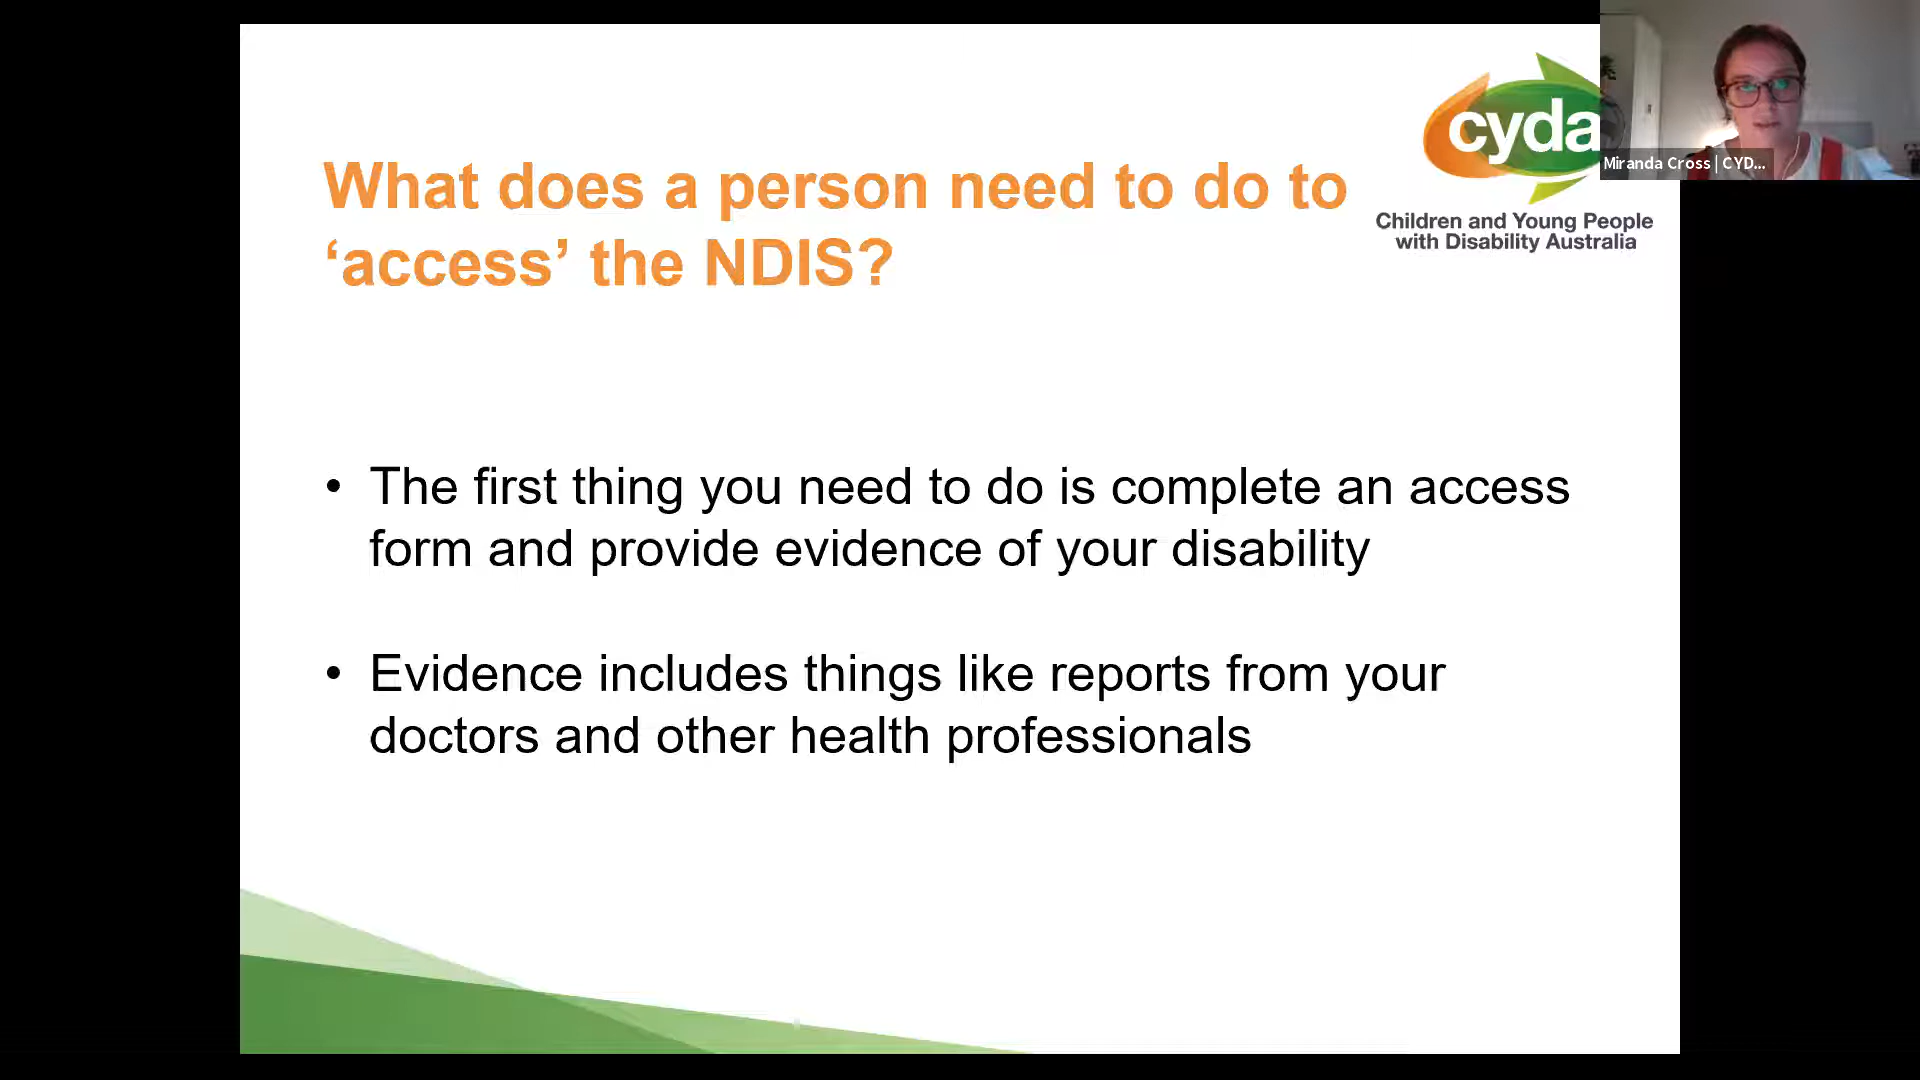 What does a person need to do to
‘access’ the NDIS?
cyda
Children and Young People
with Disability Australia
Miranda Cross | CYD...
• The first thing you need to do is complete an access
form and provide evidence of your disability
• Evidence includes things like reports from your
doctors and other health professionals